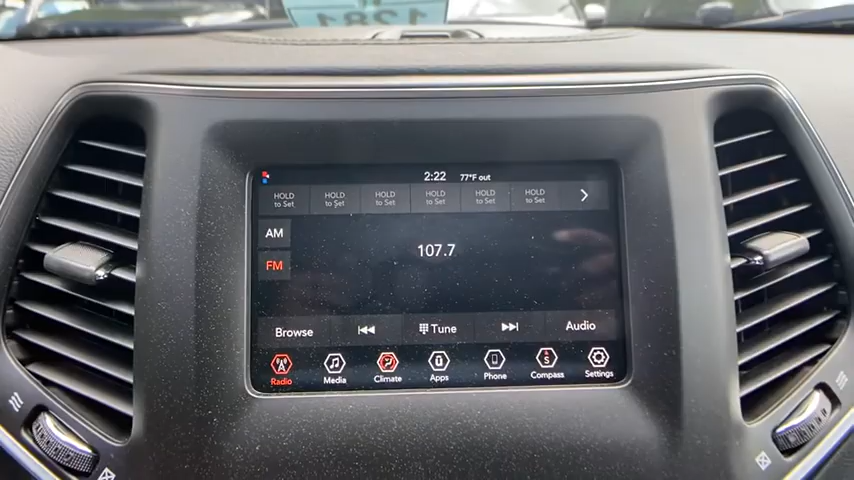 1281
2:22 77°F out
HOLD to Set HOLD to Set HOLD to Set HOLD to Set HOLD to Set HOLD to Set
AM
107.7
FM
Browse Tune Audio
Radio Media Climate Apps Phone S Compass Settings